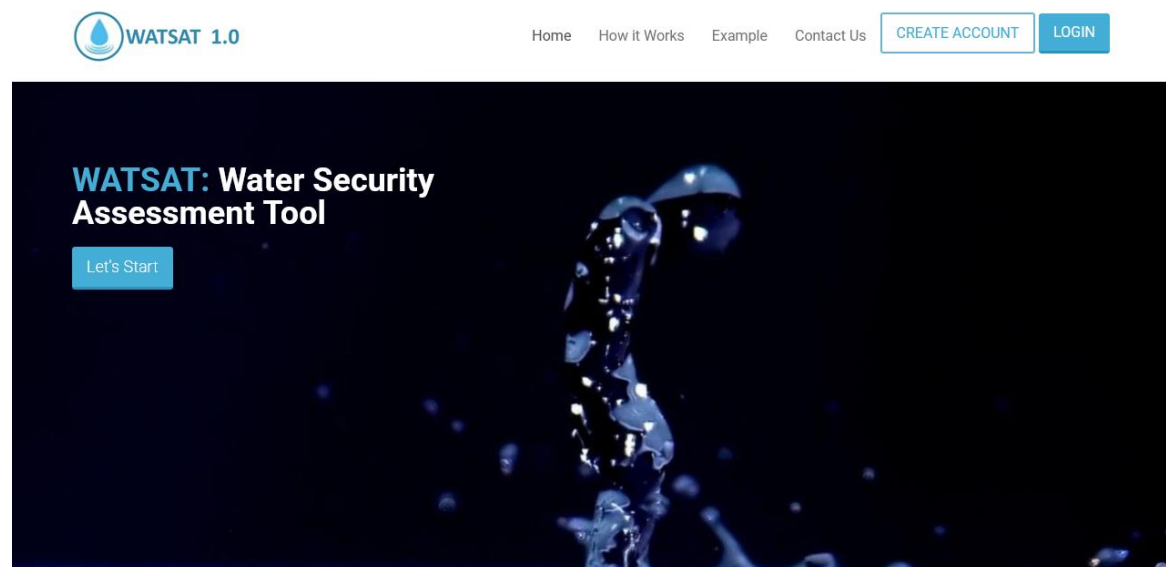 WATSAT 1.0
Home
How it Works
Example
Contact Us
CREATE ACCOUNT
LOGIN
WATSAT: Water Security
Assessment Tool
Let's Start